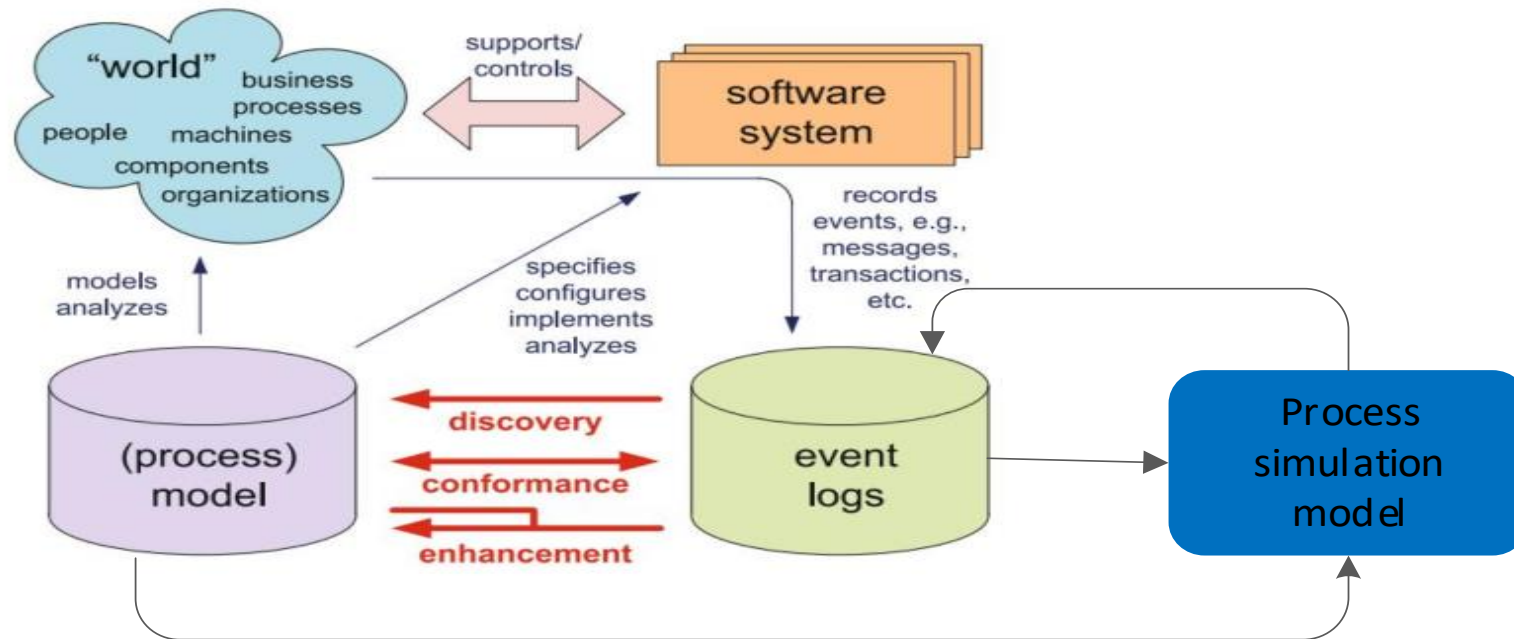 “world”
business
processes
people
machines
components
organizations
supports/
controls
software
system
records
events, e.g.,
messages,
transactions,
etc.
models
analyzes
specifies
configures
implements
analyzes
(process)
model
discovery
conformance
enhancement
event
logs
Process
simulation
model